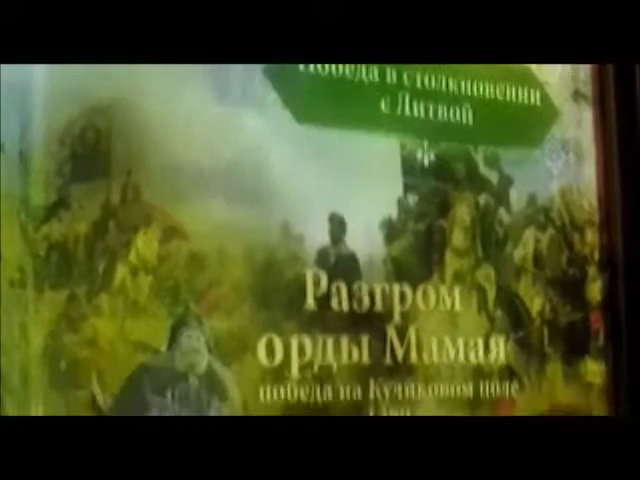 Победа в столкновении
с Литвой
*
Разгром
орды Мамая
победа на Куликовом поле